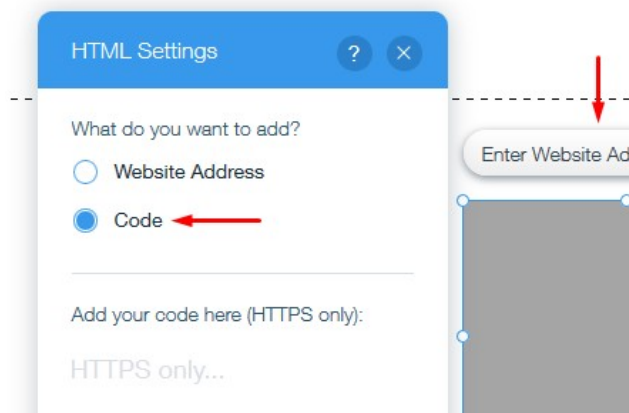 HTML Settings
?
What do you want to add?
Website Address
Enter Website
Code
Add your code here (HTTPS only):
HTTPS only...